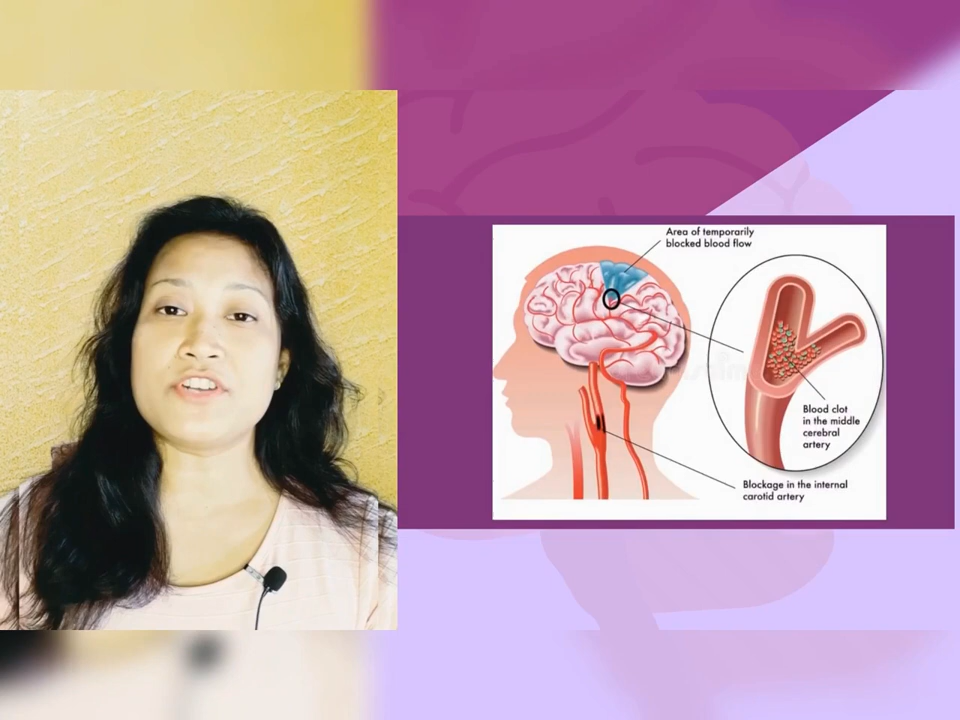 Area of temporarily
blocked blood flow
Blood clot
in the middle
cerebral
artery
Blockage in the internal
carotid artery